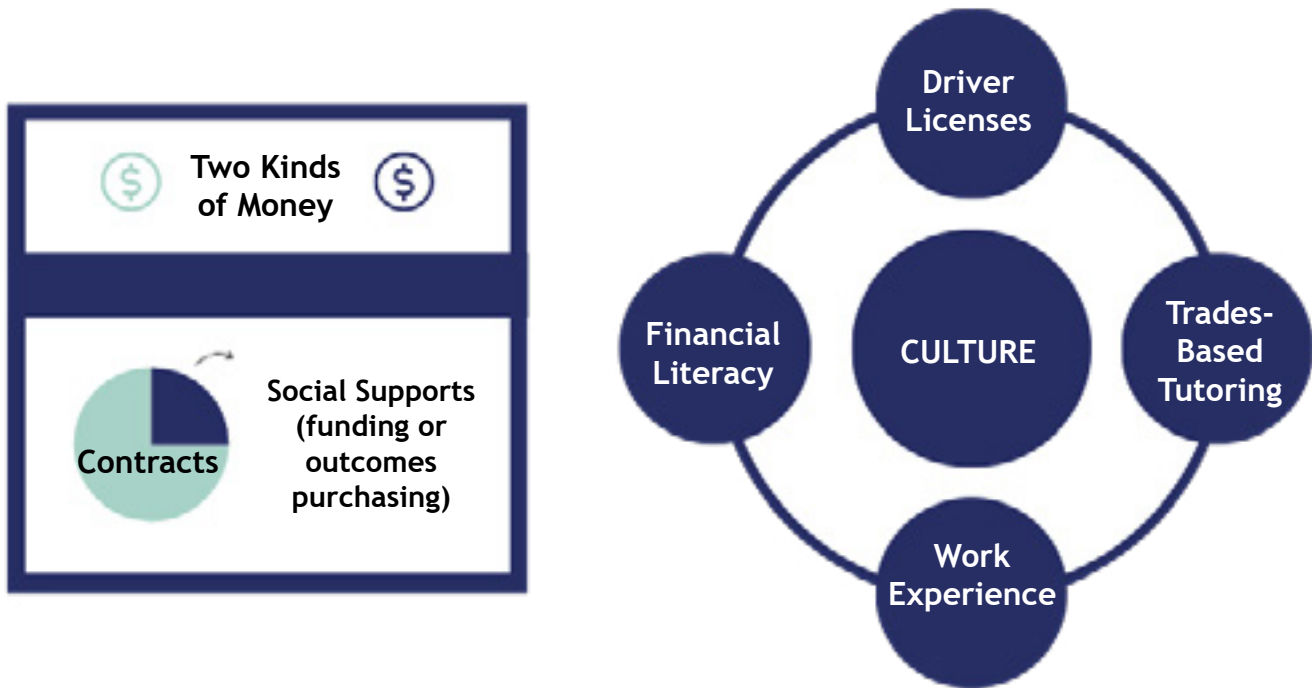 $
Two Kinds
of Money
$
Contracts
Social Supports
(funding or
outcomes
purchasing)
Driver
Licenses
Financial
Literacy
CULTURE
Trades-
Based
Tutoring
Work
Experience